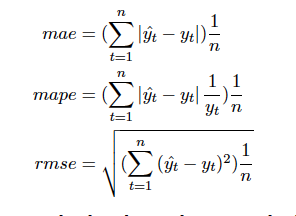 mae = (∑_{t=1}^{n} |ŷ_t − y_t|) 1/n
mape = (∑_{t=1}^{n} |ŷ_t − y_t| 1/y_t) 1/n
rmse = √((∑_{t=1}^{n} (ŷ_t − y_t)²) 1/n)